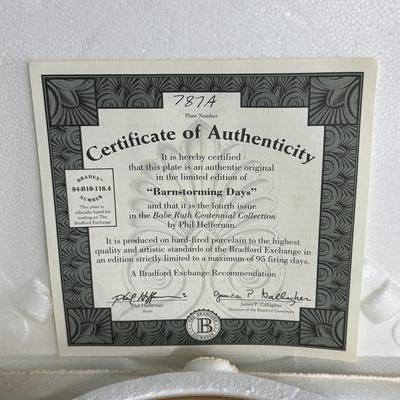 787A
Plate Number
Certificate of Authenticity
It is hereby certified
that this plate is an authentic original
in the limited edition of
"Barnstorming Days"
and that it is the fourth issue
in the Babe Ruth Centennial Collection
by Phil Heffernan.
BRADEX
84-B10-118.4
NUMBER
This plate is
officially listed for
trading on The
Bradford Exchange
It is produced on hard-fired porcelain to the highest
quality and artistic standards of the Bradford Exchange in
an edition strictly limited to a maximum of 95 firing days.
A Bradford Exchange Recommendation
Phil Heffernan
Artist
James P. Gallagher
James P. Gallagher,
Director of the Board of Governors
BRADEX
B